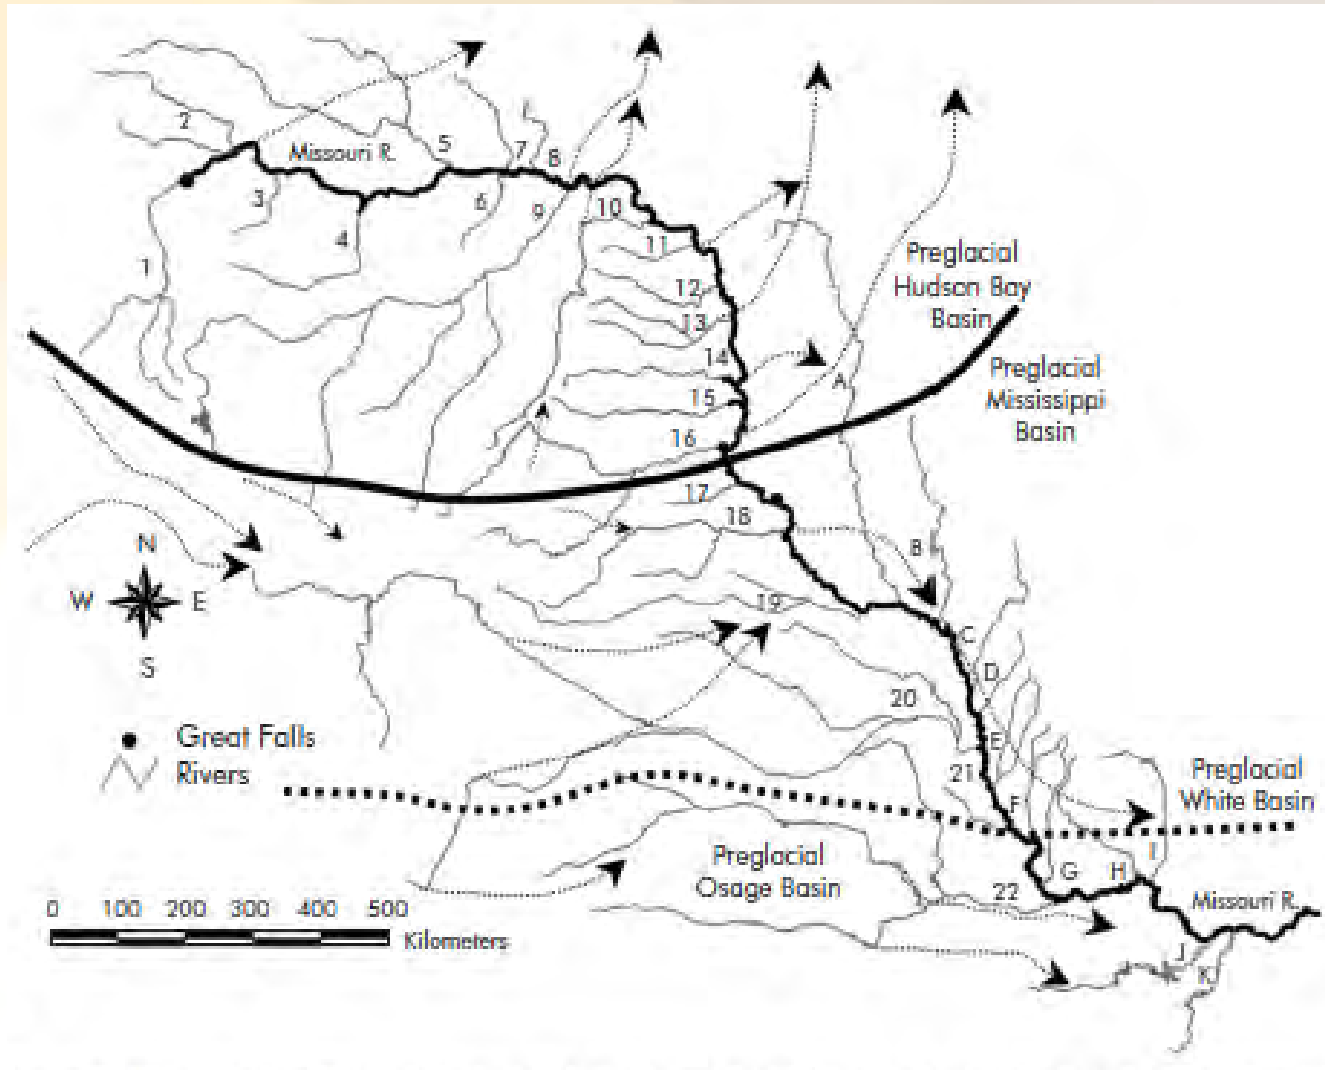 2
Missouri R.
5
7
8
3
6
9
10
4
11
1
12
13
14
15
16
A
Preglacial
Hudson Bay
Basin
Preglacial
Mississippi
Basin
17
18
B
N
W E
S
19
C
D
20
E
21
F
Great Falls
Rivers
Preglacial
White Basin
Preglacial
Osage Basin
G
H
I
22
Missouri R.
J
K
0 100 200 300 400 500
Kilometers